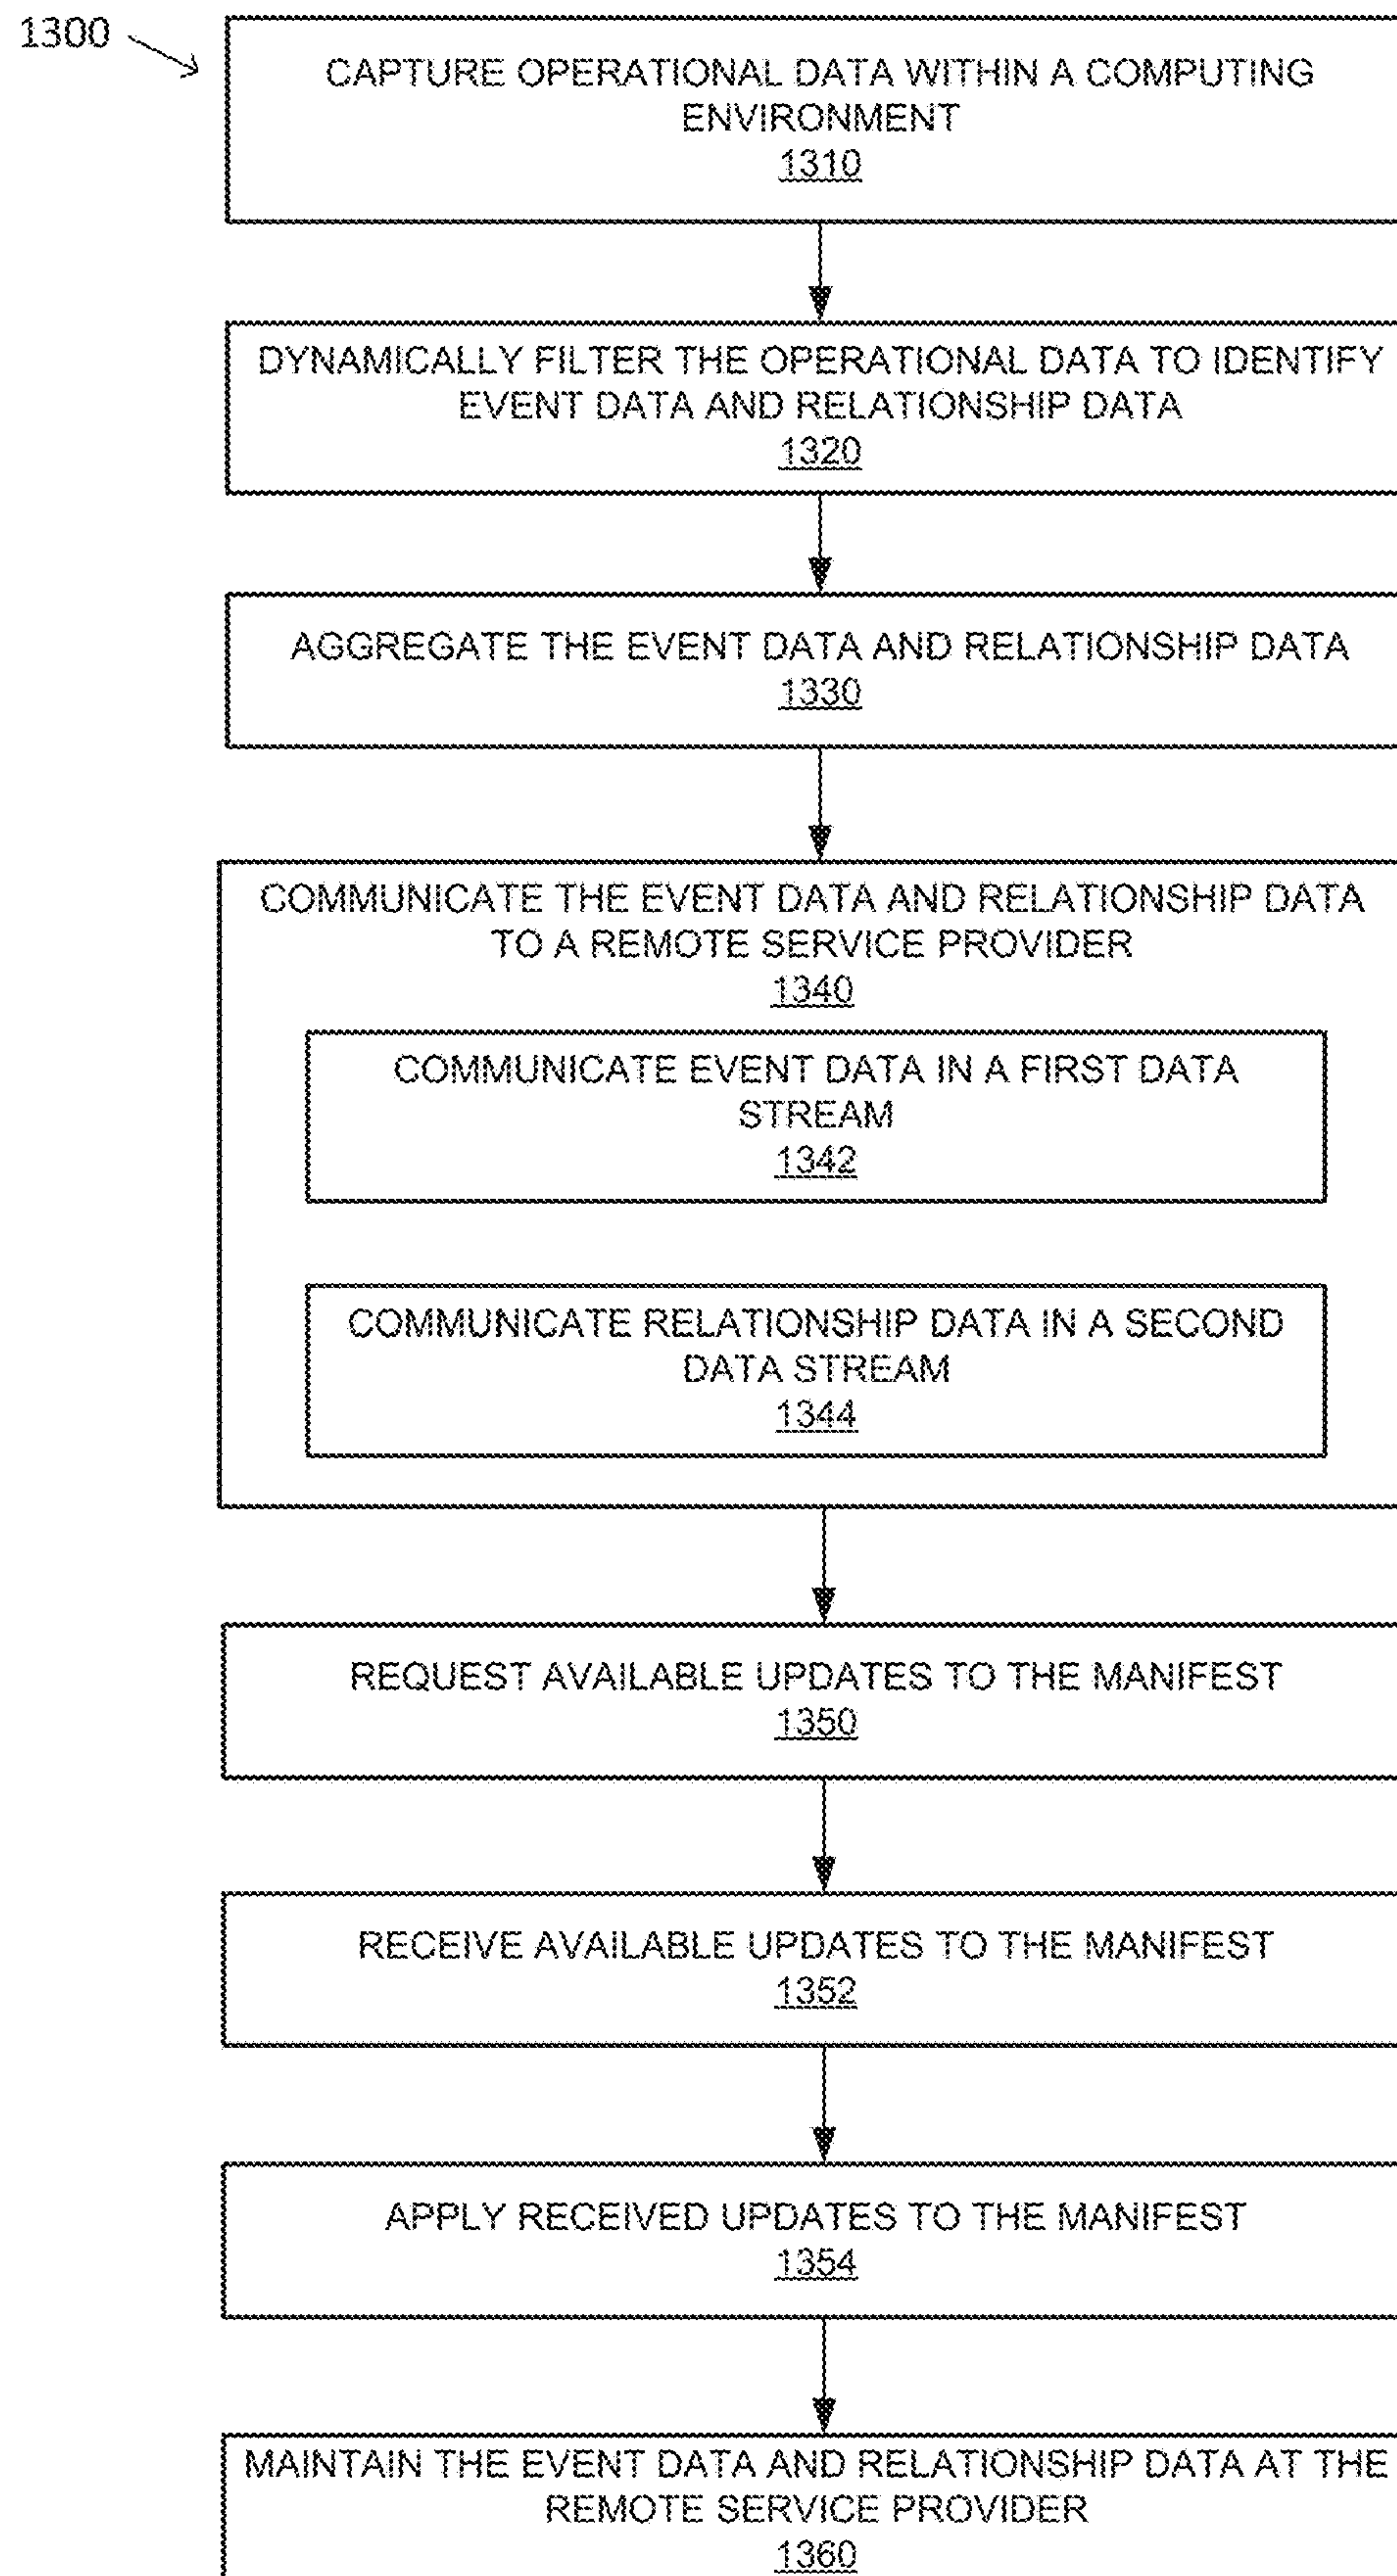 1300
CAPTURE OPERATIONAL DATA WITHIN A COMPUTING
ENVIRONMENT
1310
DYNAMICALLY FILTER THE OPERATIONAL DATA TO IDENTIFY
EVENT DATA AND RELATIONSHIP DATA
1320
AGGREGATE THE EVENT DATA AND RELATIONSHIP DATA
1330
COMMUNICATE THE EVENT DATA AND RELATIONSHIP DATA
TO A REMOTE SERVICE PROVIDER
1340
COMMUNICATE EVENT DATA IN A FIRST DATA
STREAM
1342
COMMUNICATE RELATIONSHIP DATA IN A SECOND
DATA STREAM
1344
REQUEST AVAILABLE UPDATES TO THE MANIFEST
1350
RECEIVE AVAILABLE UPDATES TO THE MANIFEST
1352
APPLY RECEIVED UPDATES TO THE MANIFEST
1354
MAINTAIN THE EVENT DATA AND RELATIONSHIP DATA AT THE
REMOTE SERVICE PROVIDER
1360